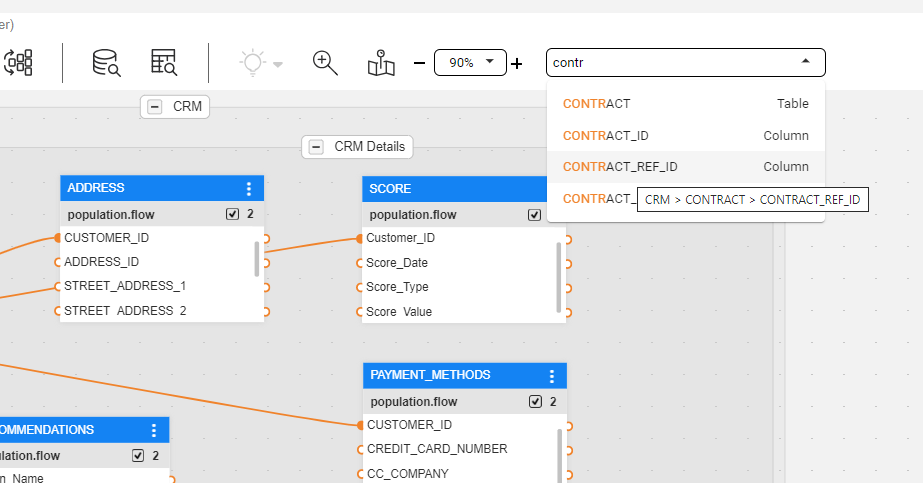 er)
90%
contr
CONTRACT Table
CONTRACT_ID Column
CONTRACT_REF_ID Column
CONTRACT_
CRM > CONTRACT > CONTRACT_REF_ID
CRM
CRM Details
ADDRESS
population.flow 2
CUSTOMER_ID
ADDRESS_ID
STREET_ADDRESS_1
STREET_ADDRESS_2
SCORE
population.flow
Customer_ID
Score_Date
Score_Type
Score_Value
PAYMENT_METHODS
population.flow 2
CUSTOMER_ID
CREDIT_CARD_NUMBER
CC_COMPANY
OMMENDATIONS
lation.flow 2
n_Name